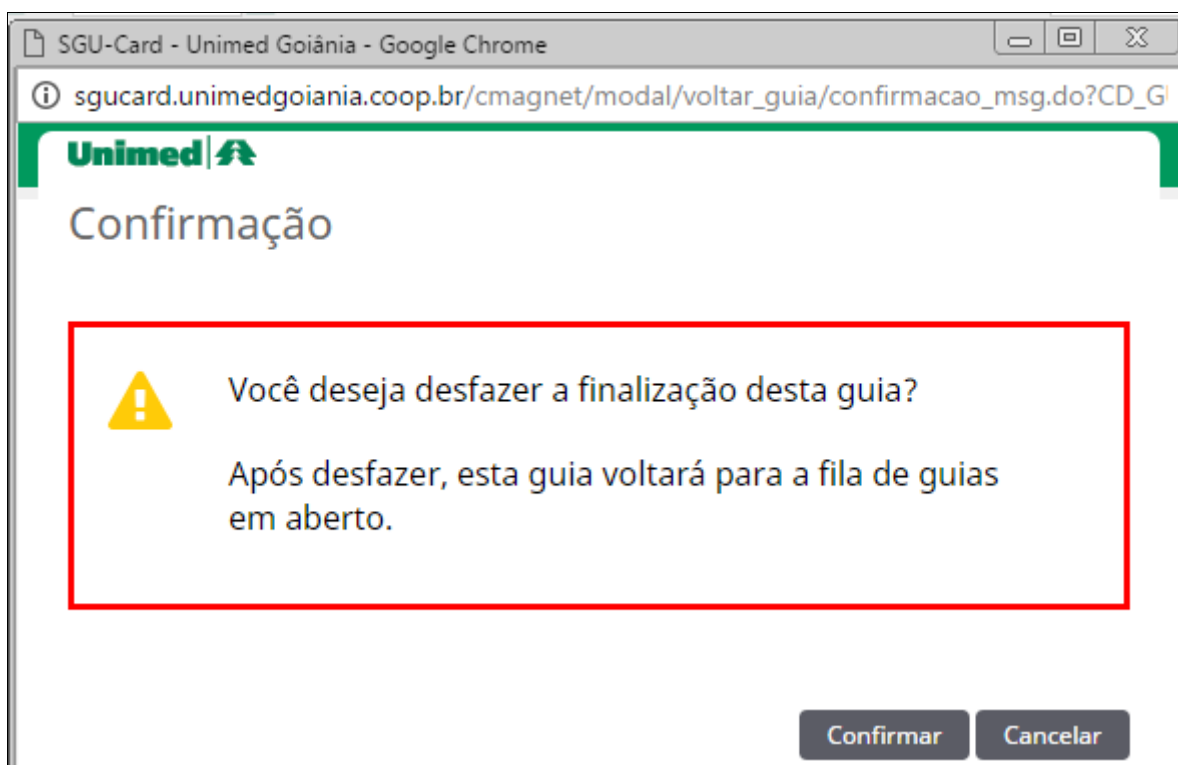 SGU-Card - Unimed Goiânia - Google Chrome
sgucard.unimedgoiania.coop.br/cmagnet/modal/voltar_guia/confirmacao_msg.do?CD_G
Unimed
Confirmação
Você deseja desfazer a finalização desta guia?
Após desfazer, esta guia voltará para a fila de guias
em aberto.
Confirmar Cancelar